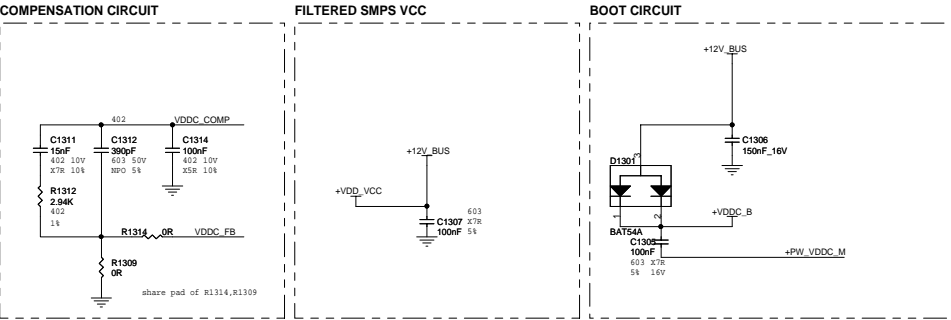 COMPENSATION CIRCUIT
402
VDDC_COMP
C1311
15nF
402 10V
X7R 10%
C1312
390pF
603 50V
NPO 5%
C1314
100nF
402 10V
X5R 10%
R1312
2.94K
402
1%
R1314
0R
VDDC_FB
R1309
0R
share pad of R1314,R1309
FILTERED SMPS VCC
+12V_BUS
+VDD_VCC
C1307
100nF
603
X7R
5%
BOOT CIRCUIT
+12V_BUS
C1306
150nF_16V
D1301
3
1
2
BAT54A
+VDDC_B
C1305
100nF
603 X7R
5% 16V
+PW_VDDC_M